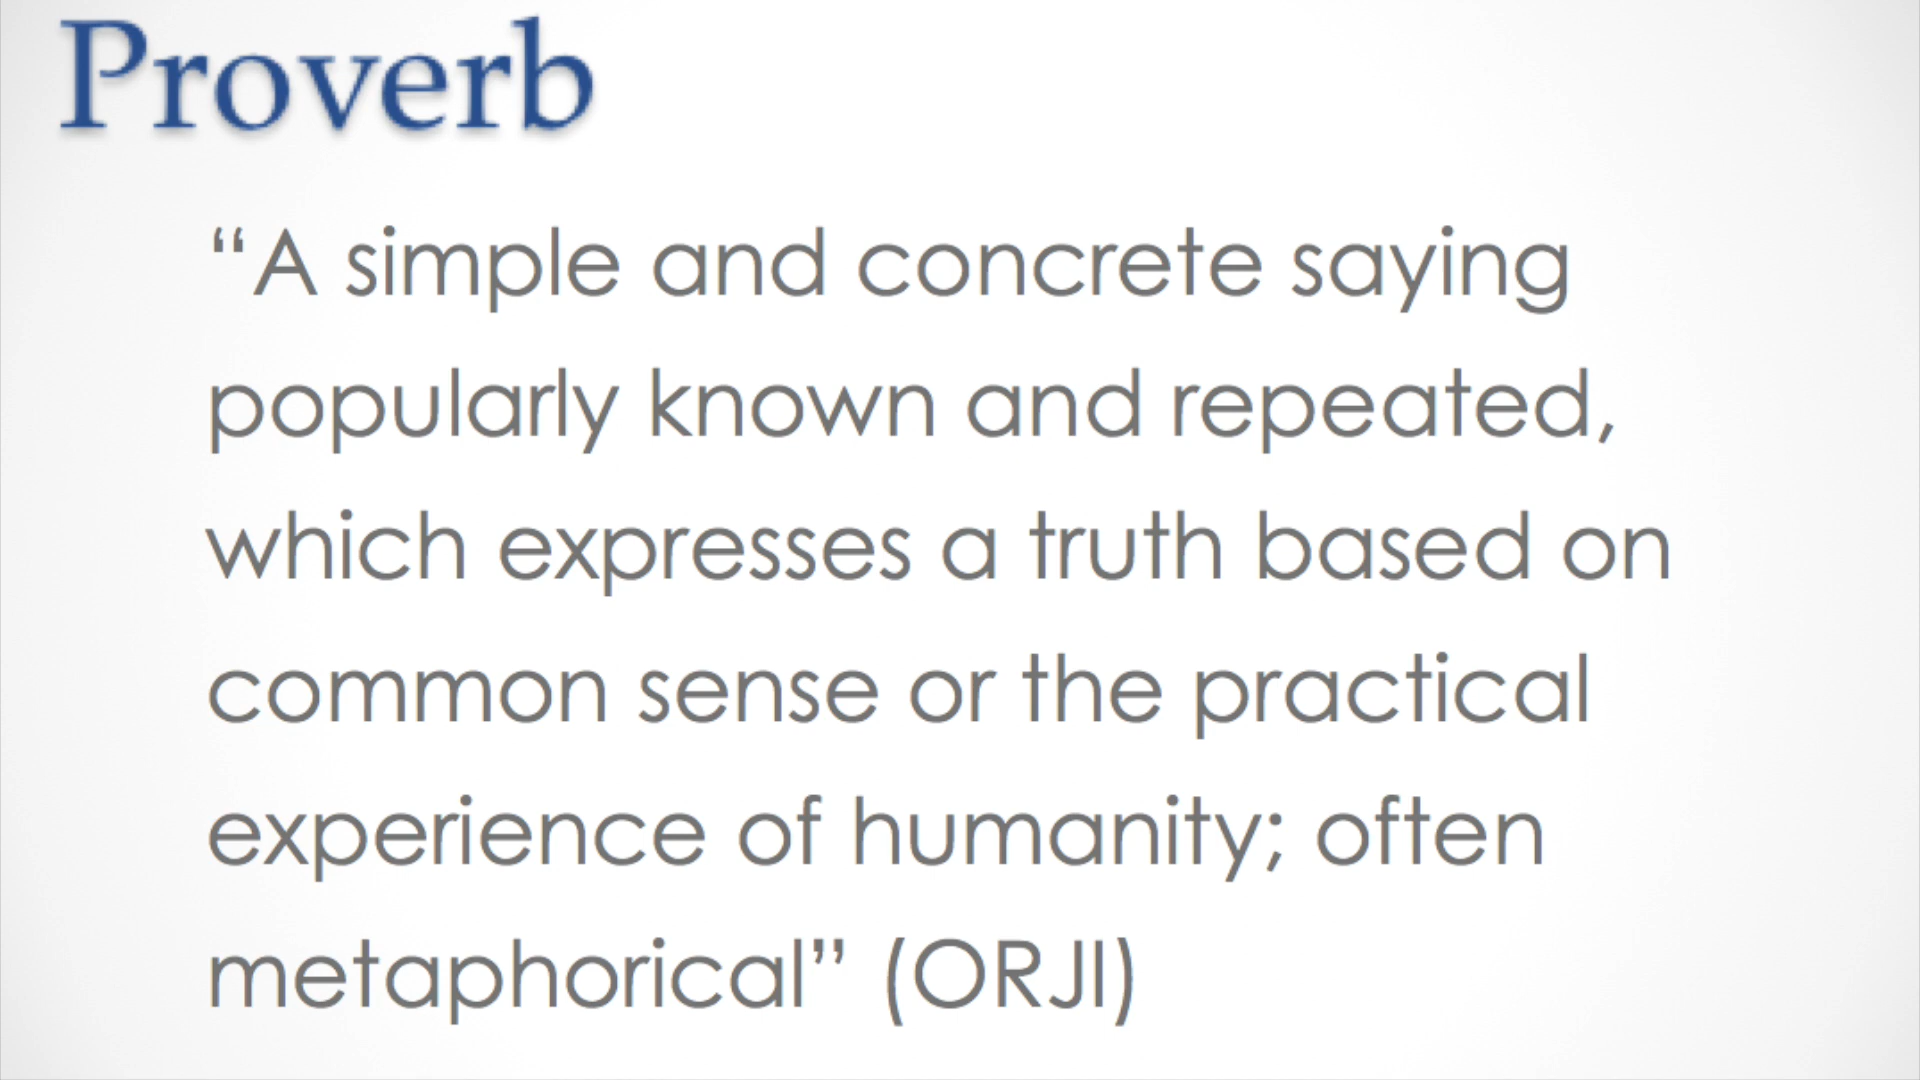 Proverb
“A simple and concrete saying
popularly known and repeated,
which expresses a truth based on
common sense or the practical
experience of humanity; often
metaphorical” (ORJI)